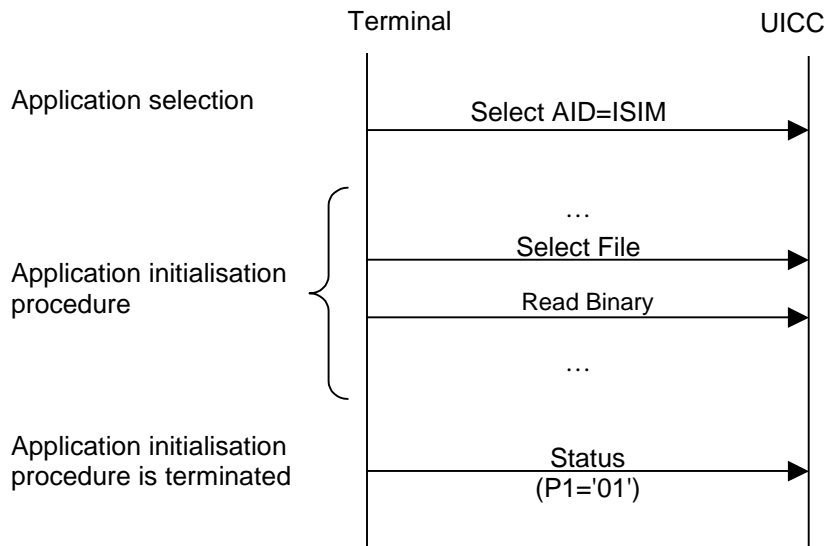 Terminal UICC
Application selection
Select AID=ISIM
…
Select File
Application initialisation
procedure
Read Binary
…
Application initialisation
procedure is terminated
Status
(P1='01')